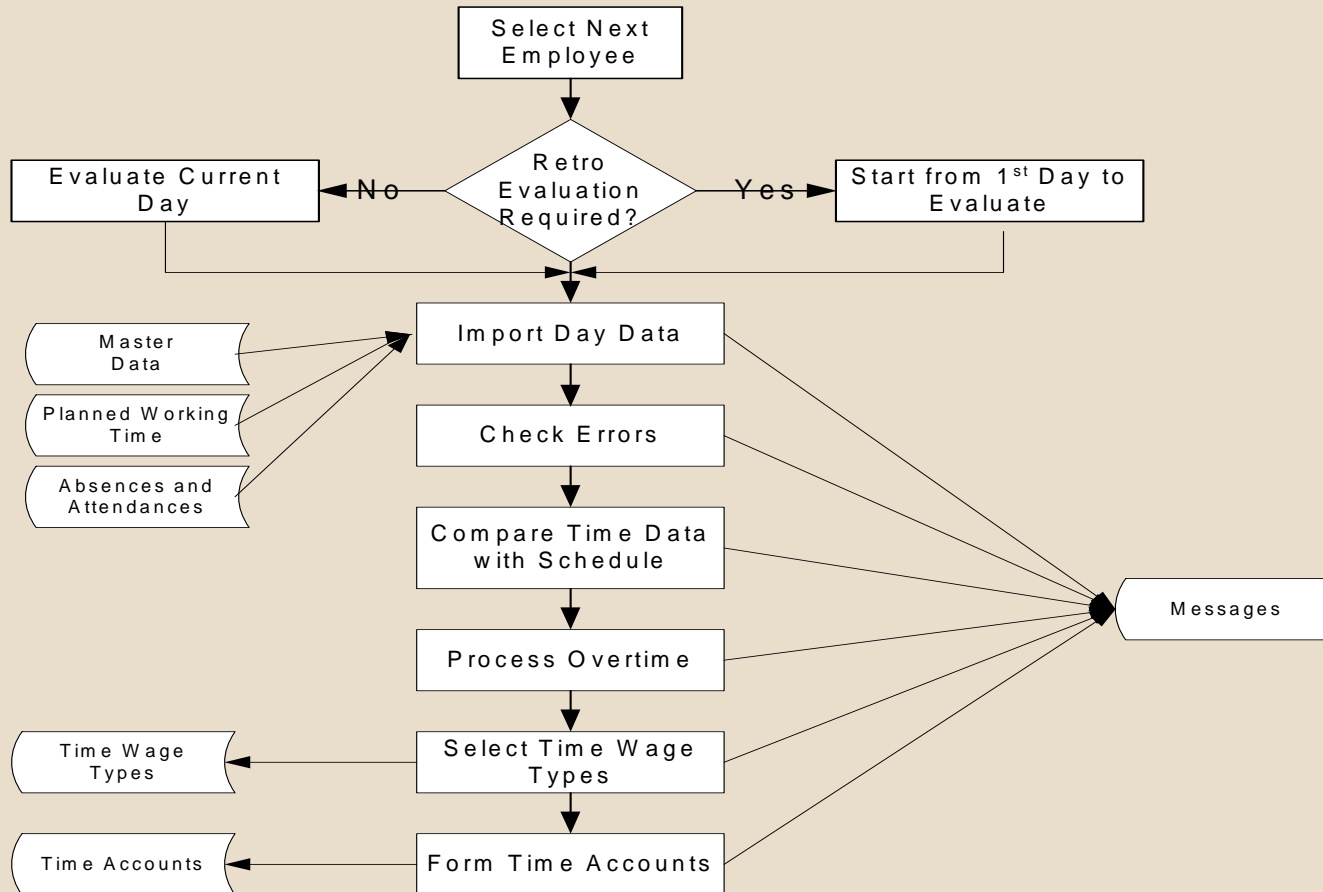 Select Next
Employee
Retro
Evaluation
Required?
Evaluate Current
Day
No
Yes
Start from 1st Day to
Evaluate
Import Day Data
Master
Data
Planned Working
Time
Check Errors
Absences and
Attendances
Compare Time Data
with Schedule
Messages
Process Overtime
Select Time Wage
Types
Time Wage
Types
Form Time Accounts
Time Accounts